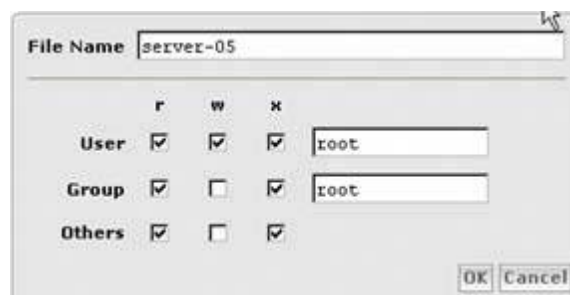 File Name server-05
r w x
User root
Group root
Others
OK Cancel